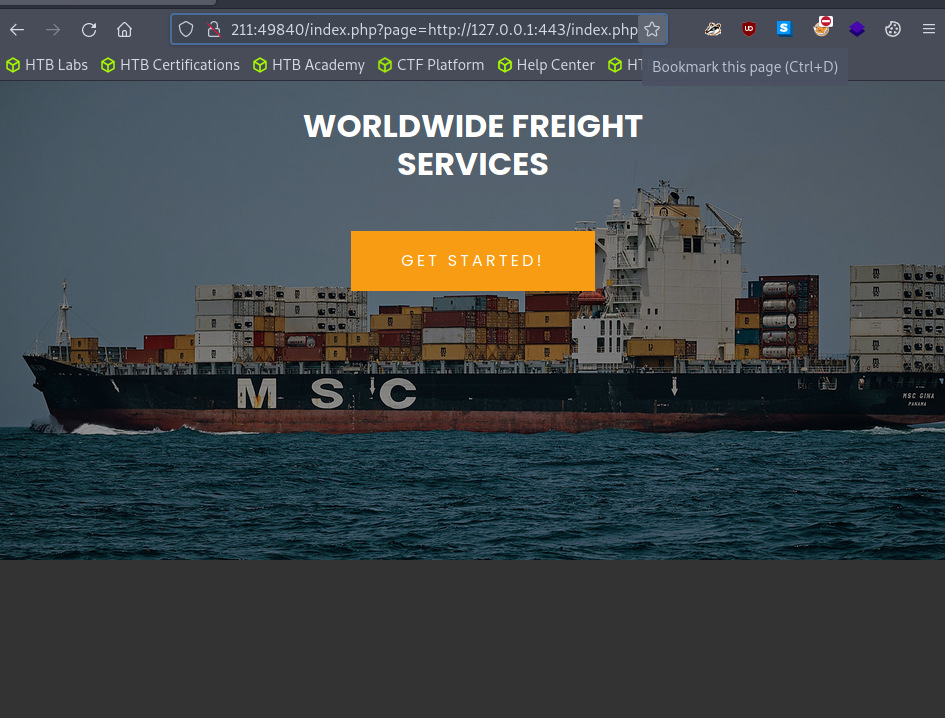 211:49840/index.php?page=http://127.0.0.1:443/index.php
HTB Labs HTB Certifications HTB Academy CTF Platform Help Center HT
Bookmark this page (Ctrl+D)
WORLDWIDE FREIGHT
SERVICES
GET STARTED!
MSC
MSC GINA
PANAMA